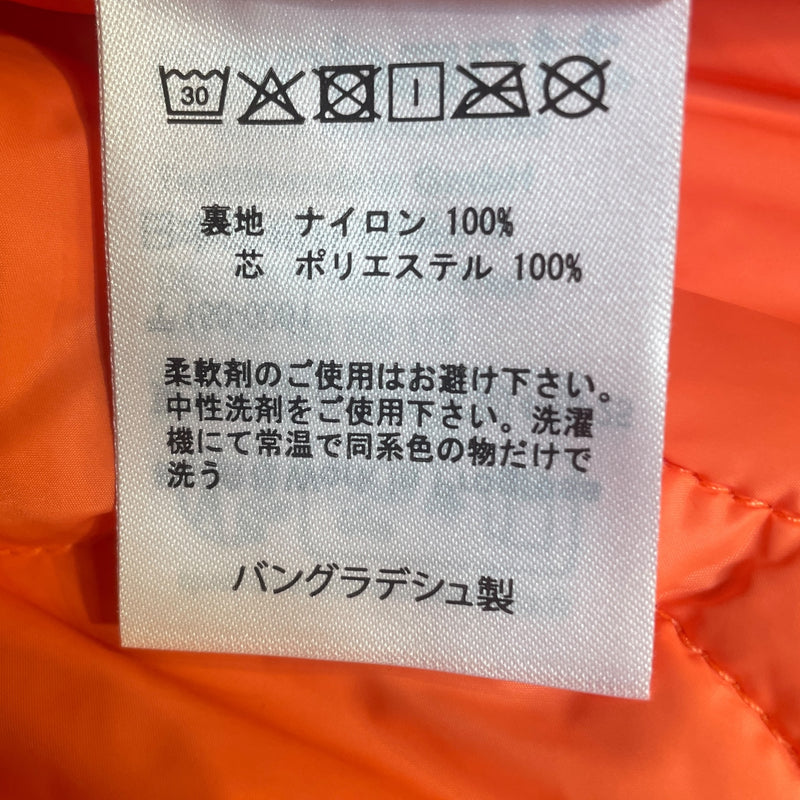 30
裏地 ナイロン 100%
芯 ポリエステル 100%
柔軟剤のご使用はお避け下さい。
中性洗剤をご使用下さい。洗濯
機にて常温で同系色の物だけで
洗う
バングラデシュ製